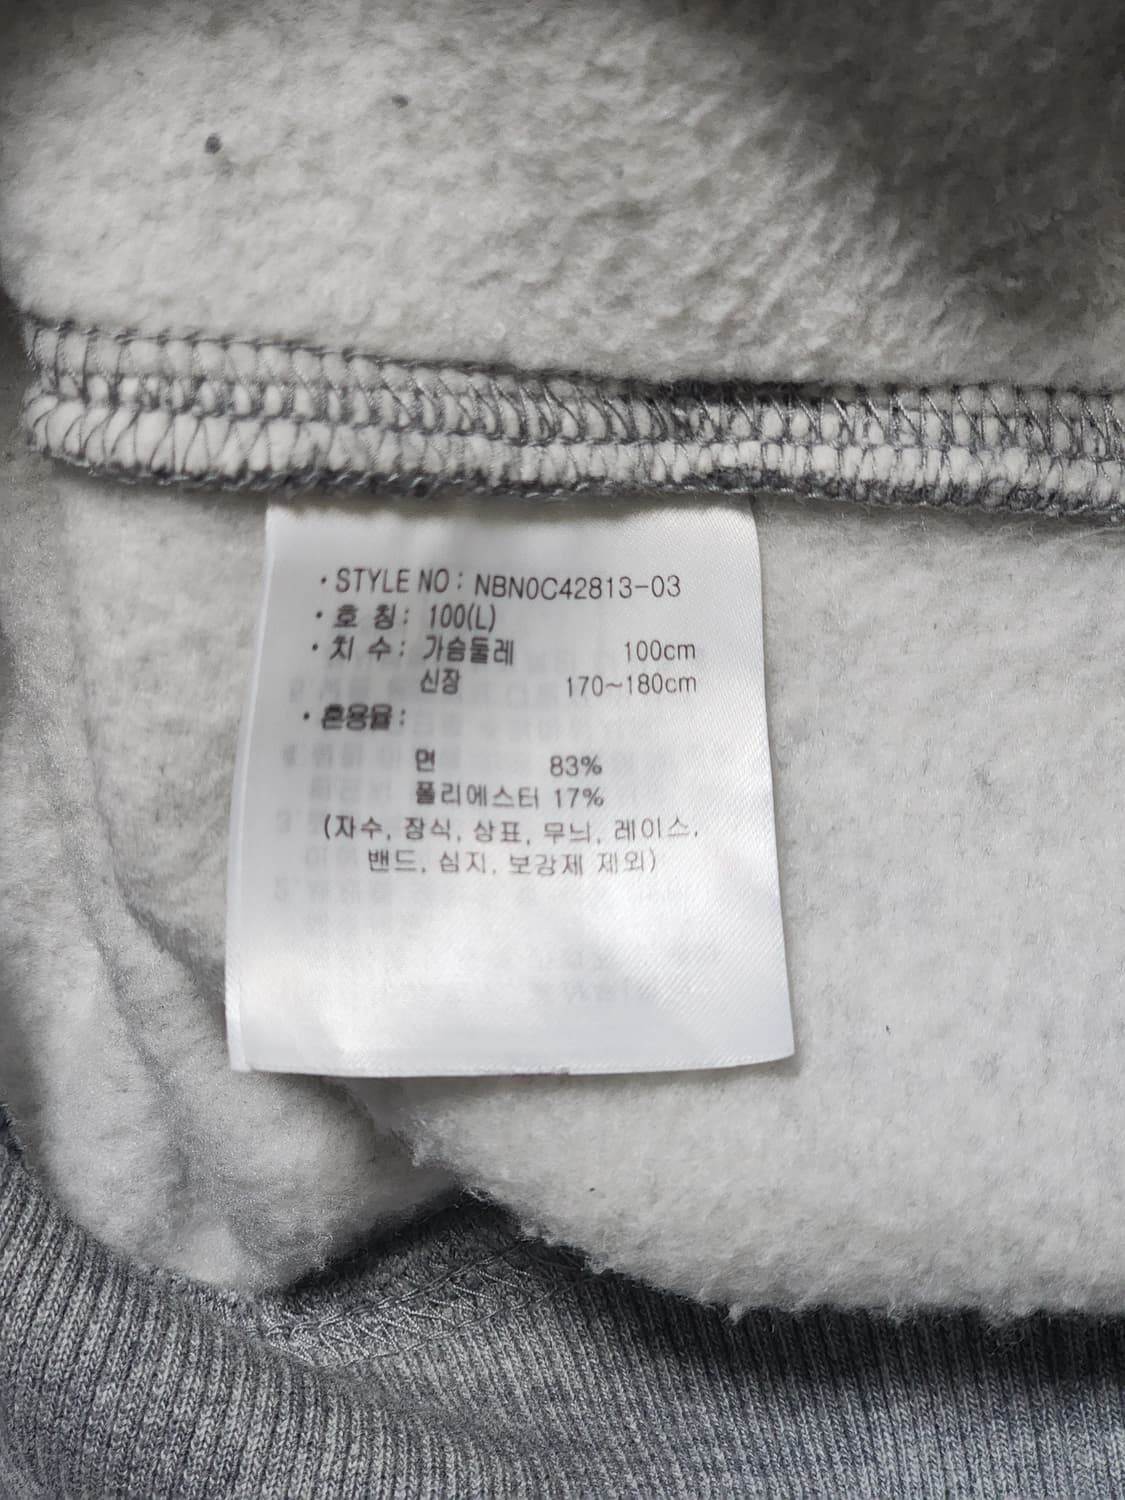 · STYLE NO : NBN0C42813-03
· 호 칭 : 100(L)
· 치 수 : 가슴둘레 100cm
신장 170~180cm
· 혼용율 :
면 83%
폴리에스터 17%
(자수, 장식, 상표, 무늬, 레이스,
밴드, 심지, 보강제 제외)